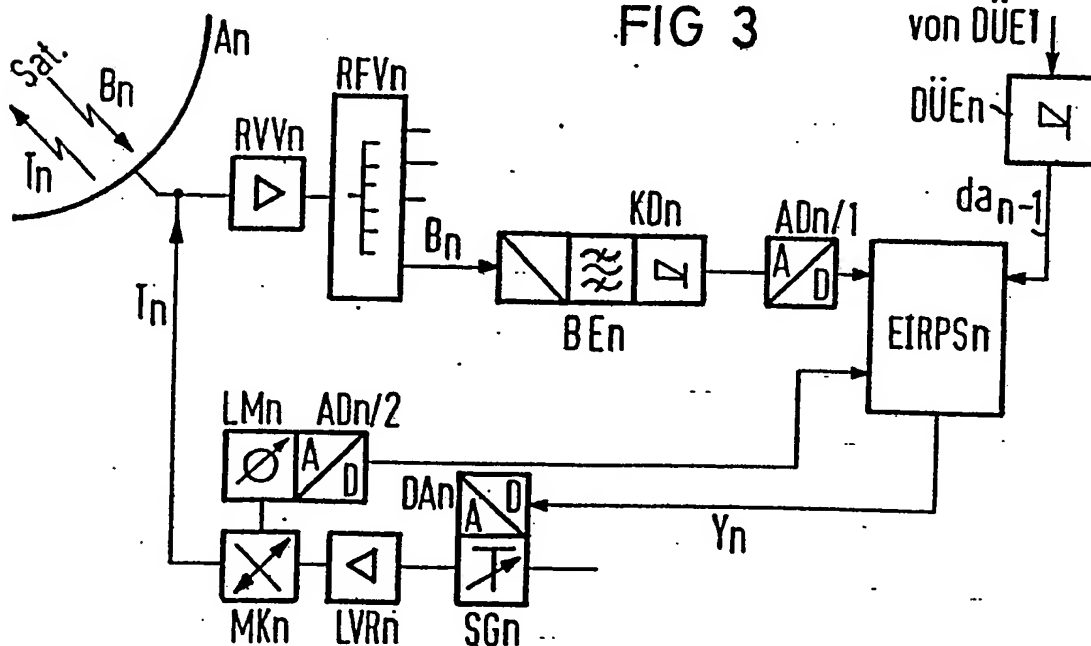 FIG 3
von DÜE1
An
Sat.
Bn
Tn
RFVn
RVVn
DÜEn
da n-1
KDn
ADn/1
A
D
Bn
BEn
EIRPSn
Tn
LMn
ADn/2
A
D
DAn
D
A
Yn
MKn
LVRn
SGn